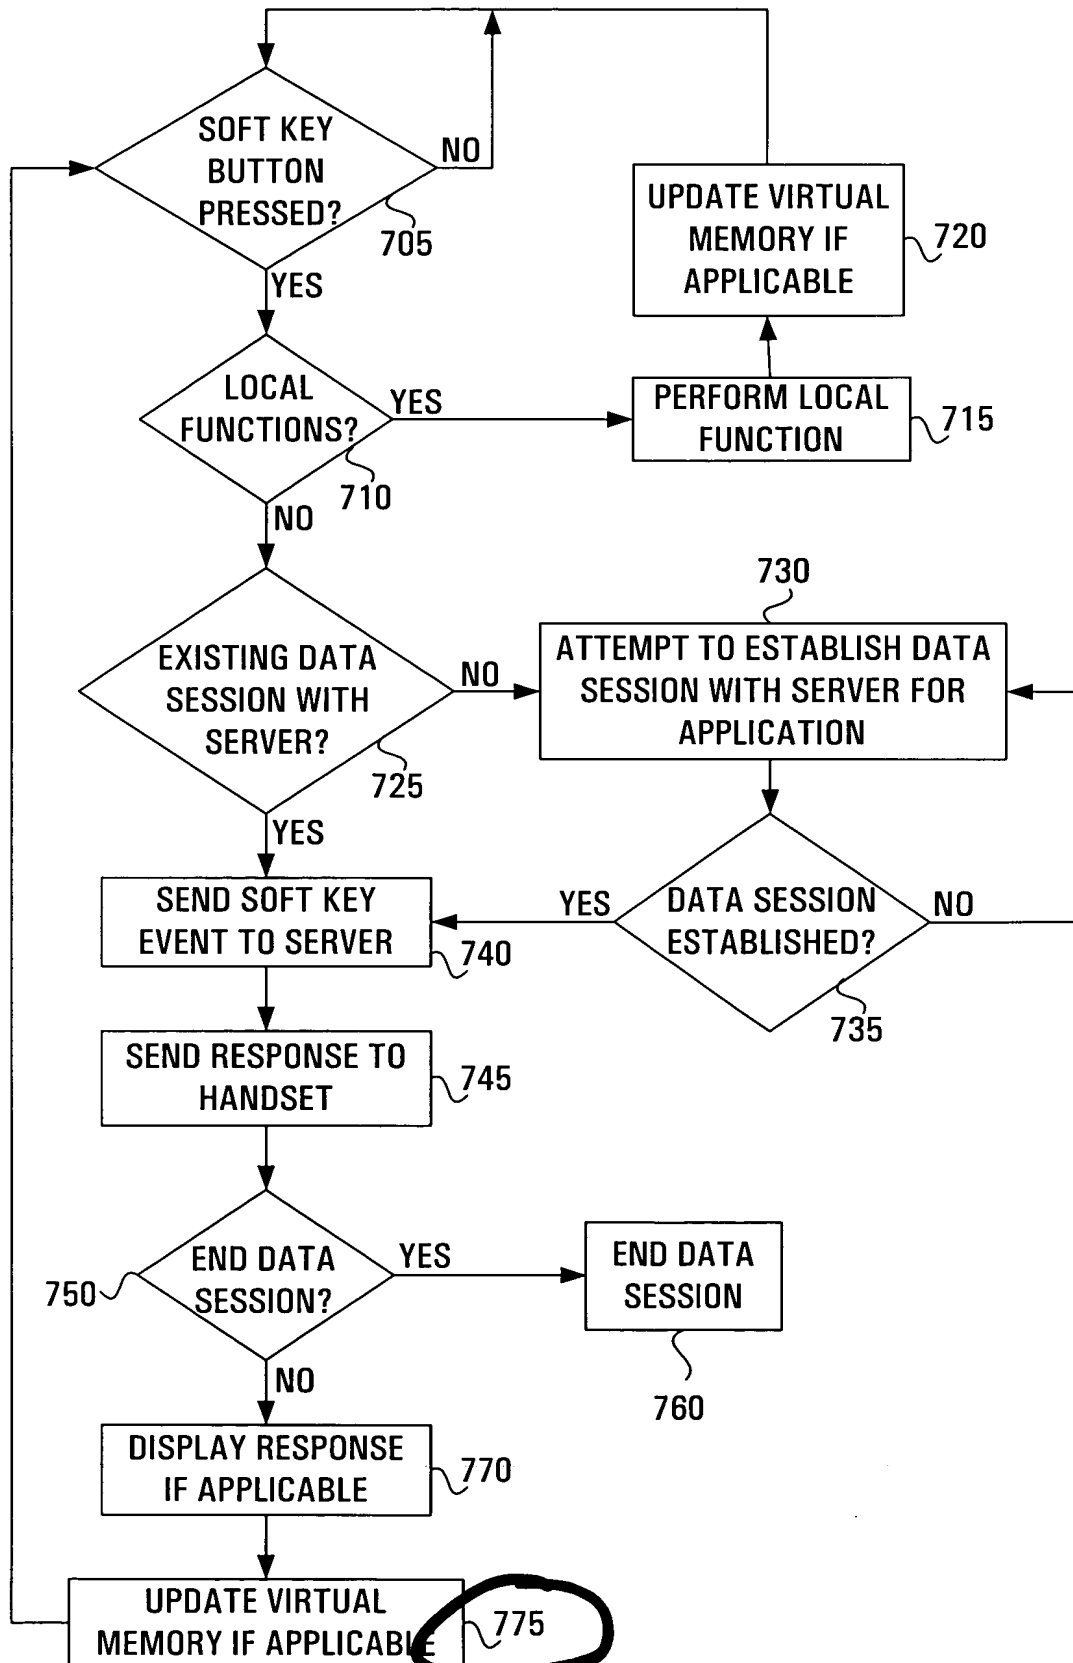 SOFT KEY
BUTTON
PRESSED?
NO
705
YES
UPDATE VIRTUAL
MEMORY IF
APPLICABLE
720
LOCAL
FUNCTIONS?
YES
710
NO
PERFORM LOCAL
FUNCTION
715
EXISTING DATA
SESSION WITH
SERVER?
NO
725
YES
730
ATTEMPT TO ESTABLISH DATA
SESSION WITH SERVER FOR
APPLICATION
DATA SESSION
ESTABLISHED?
YES
NO
735
SEND SOFT KEY
EVENT TO SERVER
740
SEND RESPONSE TO
HANDSET
745
END DATA
SESSION?
750
YES
NO
END DATA
SESSION
760
DISPLAY RESPONSE
IF APPLICABLE
770
UPDATE VIRTUAL
MEMORY IF APPLICABLE
775